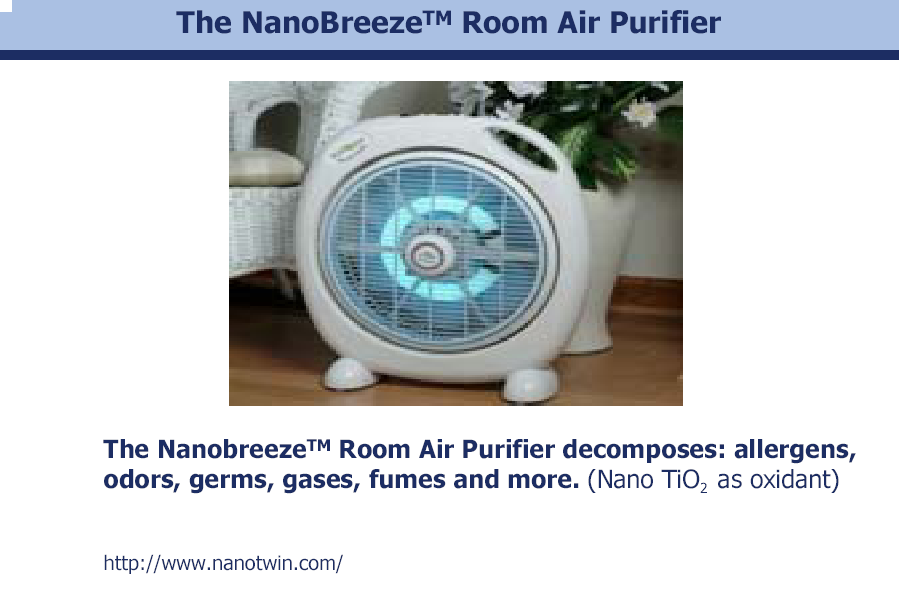 The NanoBreeze™ Room Air Purifier
The Nanobreeze™ Room Air Purifier decomposes: allergens,
odors, germs, gases, fumes and more. (Nano TiO₂ as oxidant)
http://www.nanotwin.com/